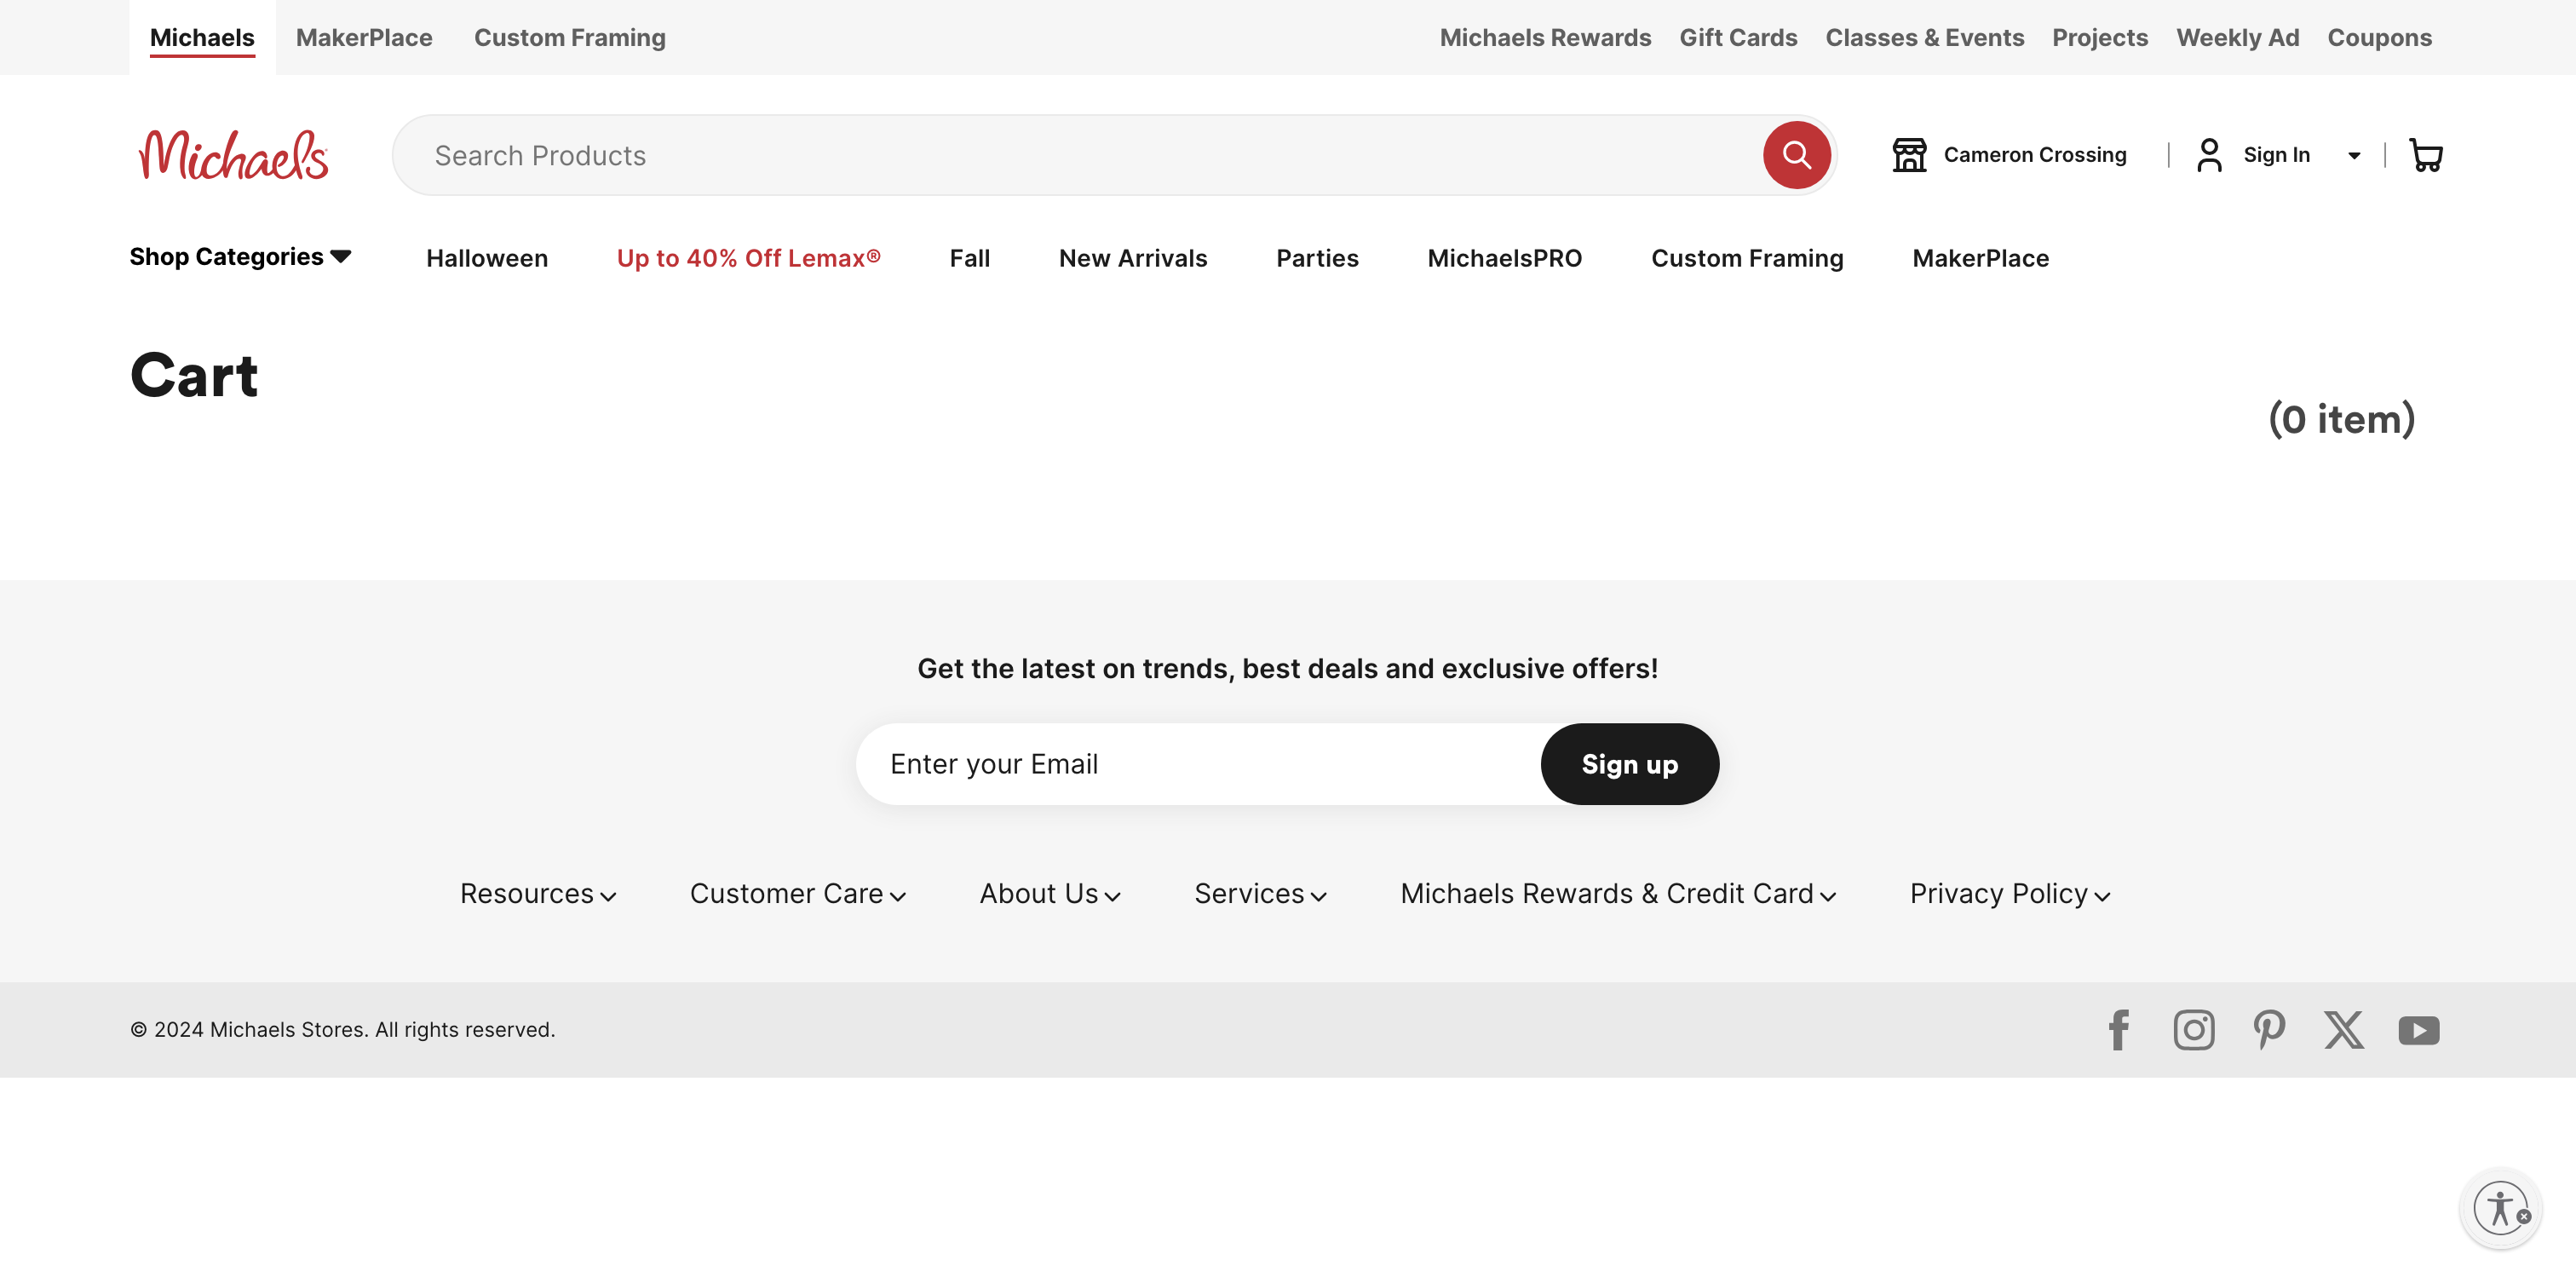 Michaels MakerPlace Custom Framing Michaels Rewards Gift Cards Classes & Events Projects Weekly Ad Coupons
Michaels Search Products Cameron Crossing Sign In
Shop Categories Halloween Up to 40% Off Lemax® Fall New Arrivals Parties MichaelsPRO Custom Framing MakerPlace
Cart
(0 item)
Get the latest on trends, best deals and exclusive offers!
Enter your Email Sign up
Resources Customer Care About Us Services Michaels Rewards & Credit Card Privacy Policy
© 2024 Michaels Stores. All rights reserved.